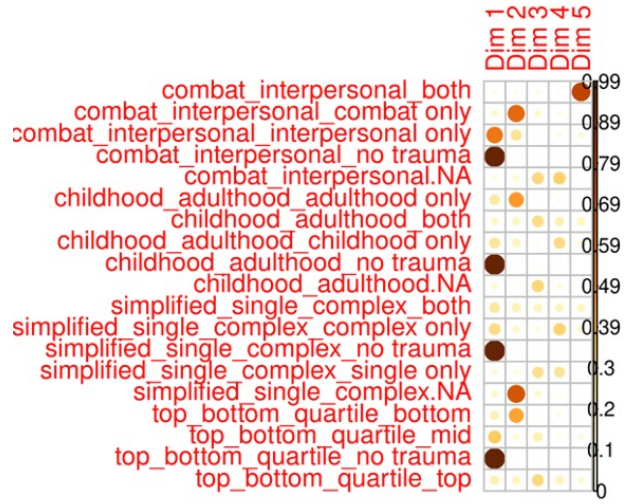 Dim 1
Dim 2
Dim 3
Dim 4
Dim 5
combat_interpersonal_both
combat_interpersonal_combat only
combat_interpersonal_interpersonal only
combat_interpersonal_no trauma
combat_interpersonal.NA
childhood_adulthood_adulthood only
childhood_adulthood_both
childhood_adulthood_childhood only
childhood_adulthood_no trauma
childhood_adulthood.NA
simplified_single_complex_both
simplified_single_complex_complex only
simplified_single_complex_no trauma
simplified_single_complex_single only
simplified_single_complex.NA
top_bottom_quartile_bottom
top_bottom_quartile_mid
top_bottom_quartile_no trauma
top_bottom_quartile_top
0.99
0.89
0.79
0.69
0.59
0.49
0.39
0.3
0.2
0.1
0